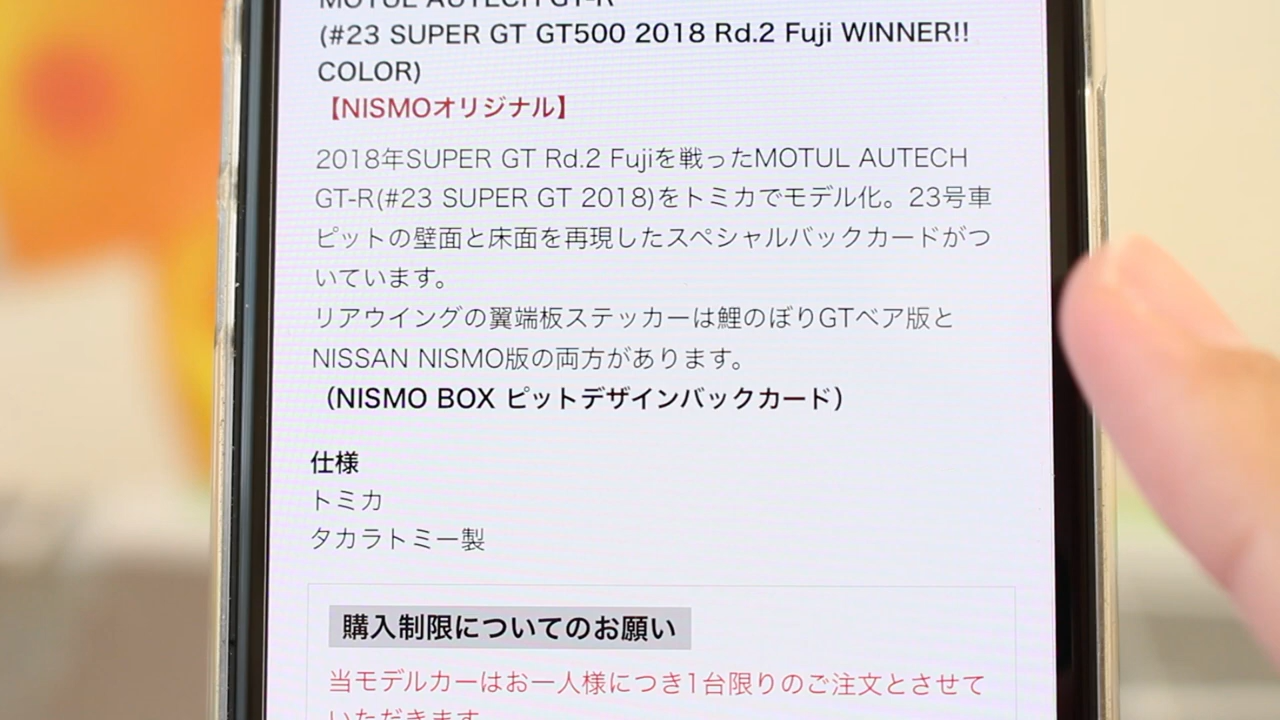 MOTUL AUTECH GT-R
(#23 SUPER GT GT500 2018 Rd.2 Fuji WINNER!!
COLOR)
【NISMOオリジナル】
2018年SUPER GT Rd.2 Fujiを戦ったMOTUL AUTECH
GT-R(#23 SUPER GT 2018)をトミカでモデル化。23号車
ピットの壁面と床面を再現したスペシャルバックカードがつ
いています。
リアウイングの翼端板ステッカーは鯉のぼりGTベア版と
NISSAN NISMO版の両方があります。
（NISMO BOX ピットデザインバックカード）
仕様
トミカ
タカラトミー製
購入制限についてのお願い
当モデルカーはお一人様につき1台限りのご注文とさせて
いただきます